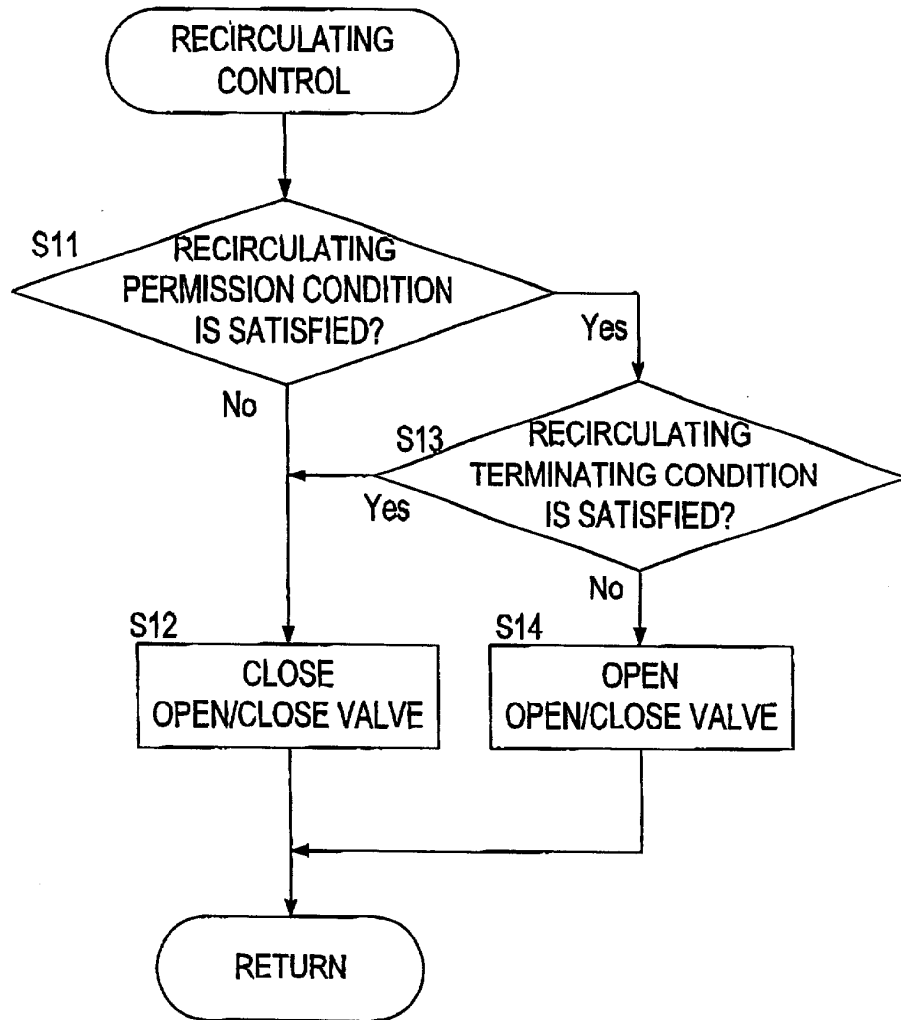 RECIRCULATING
CONTROL
S11
RECIRCULATING
PERMISSION CONDITION
IS SATISFIED?
Yes
No
S13
RECIRCULATING
TERMINATING CONDITION
IS SATISFIED?
Yes
No
S12
CLOSE
OPEN/CLOSE VALVE
S14
OPEN
OPEN/CLOSE VALVE
RETURN